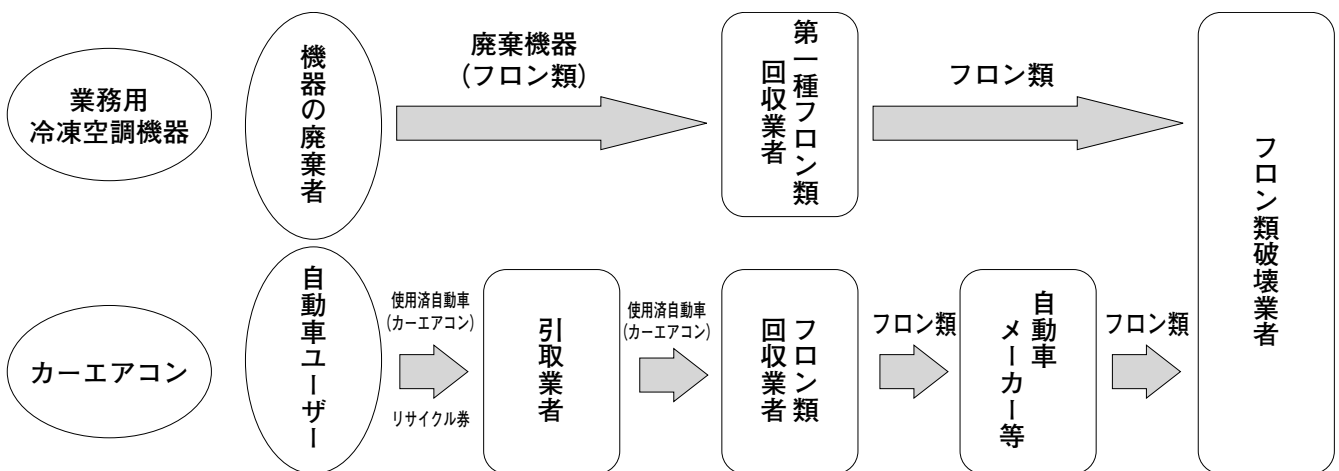 業務用
冷凍空調機器
機器の廃棄者
廃棄機器
(フロン類)
第一種フロン類
回収業者
フロン類
フロン類破壊業者
カーエアコン
自動車ユーザー
使用済自動車
(カーエアコン)
リサイクル券
引取業者
使用済自動車
(カーエアコン)
フロン類
回収業者
フロン類
自動車
メーカー等
フロン類